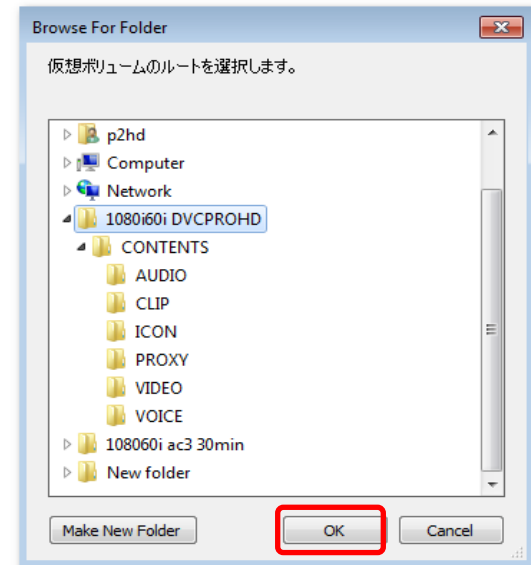 Browse For Folder
仮想ボリュームのルートを選択します。
p2hd
Computer
Network
1080i60i DVCPROHD
CONTENTS
AUDIO
CLIP
ICON
PROXY
VIDEO
VOICE
108060i ac3 30min
New folder
Make New Folder
OK
Cancel